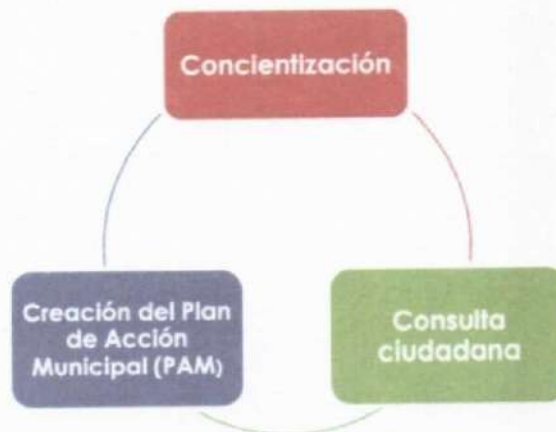 Concientización
Creación del Plan
de Acción
Municipal (PAM)
Consulta
ciudadana